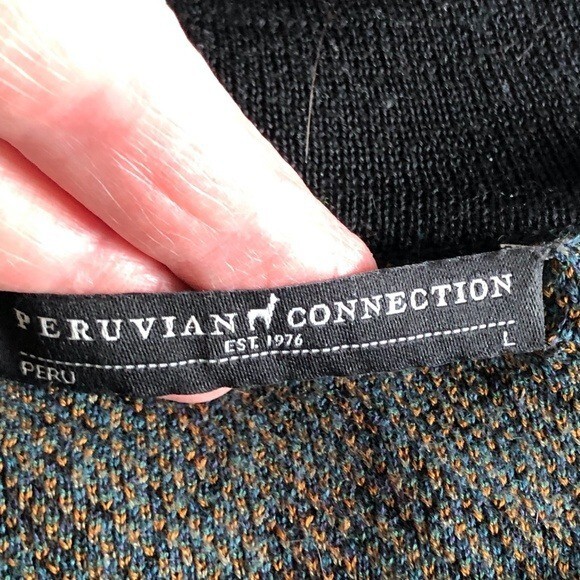 PERUVIAN CONNECTION
EST. 1976
PERU L